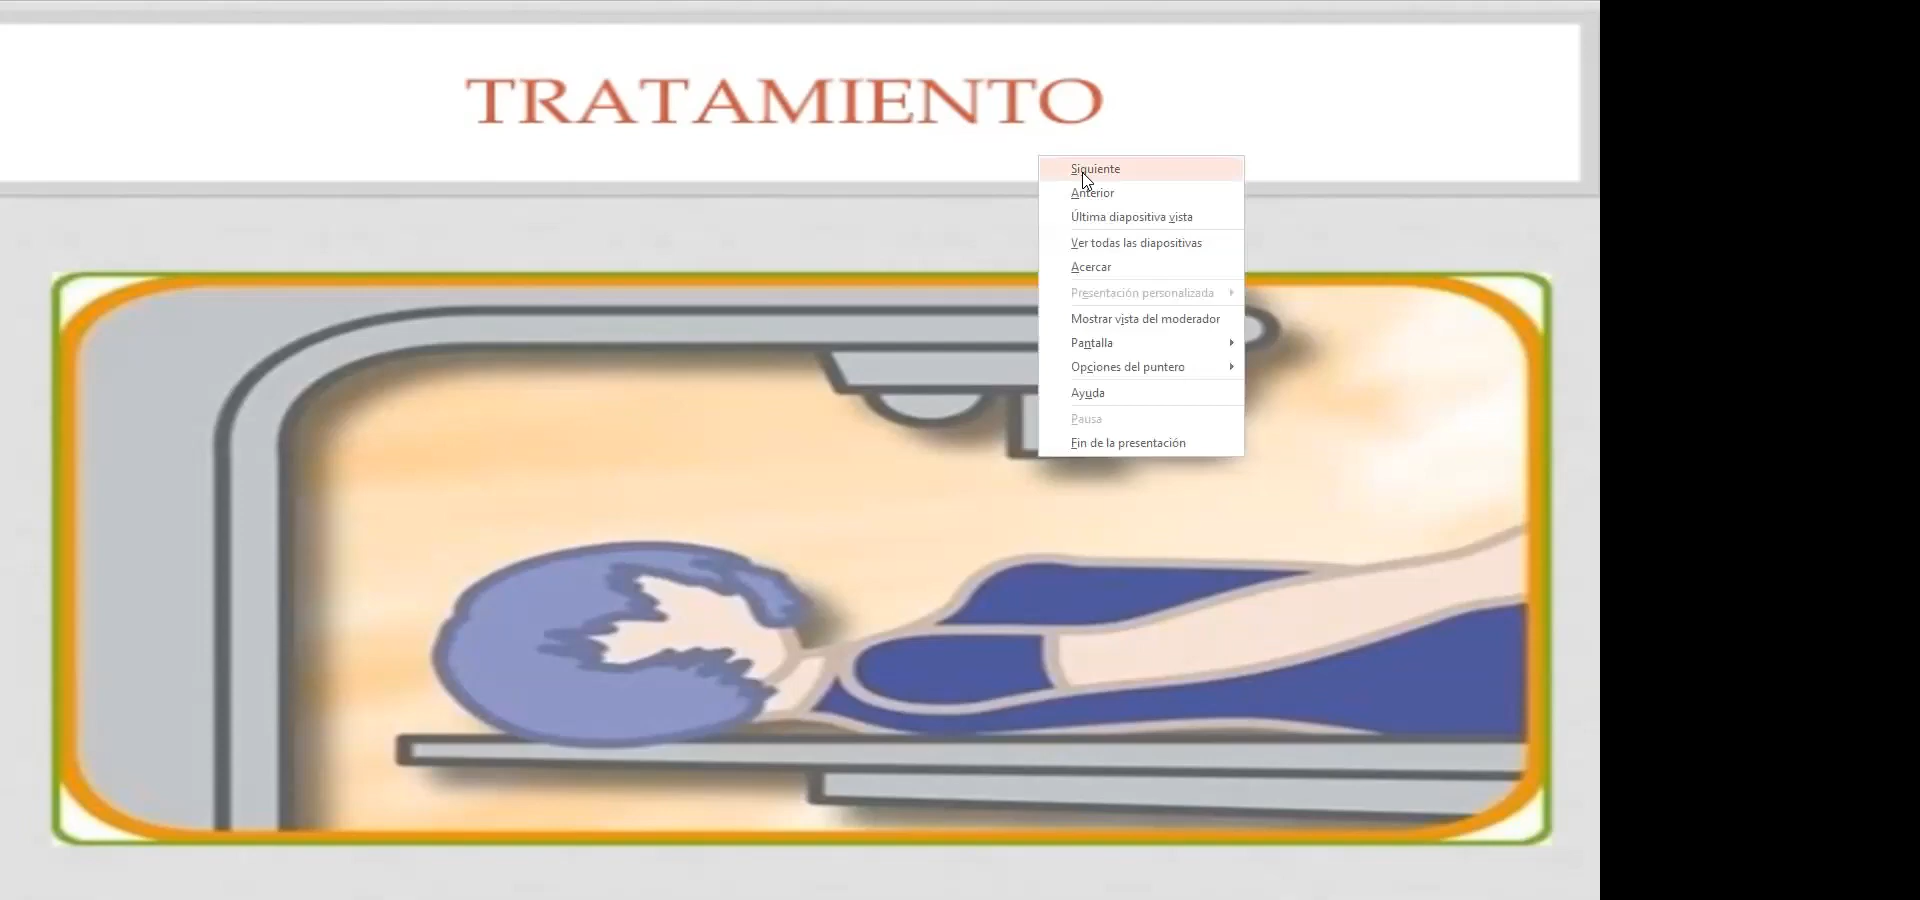 TRATAMIENTO
Siguiente
Anterior
Última diapositiva vista
Ver todas las diapositivas
Acercar
Presentación personalizada
Mostrar vista del moderador
Pantalla
Opciones del puntero
Ayuda
Pausa
Fin de la presentación